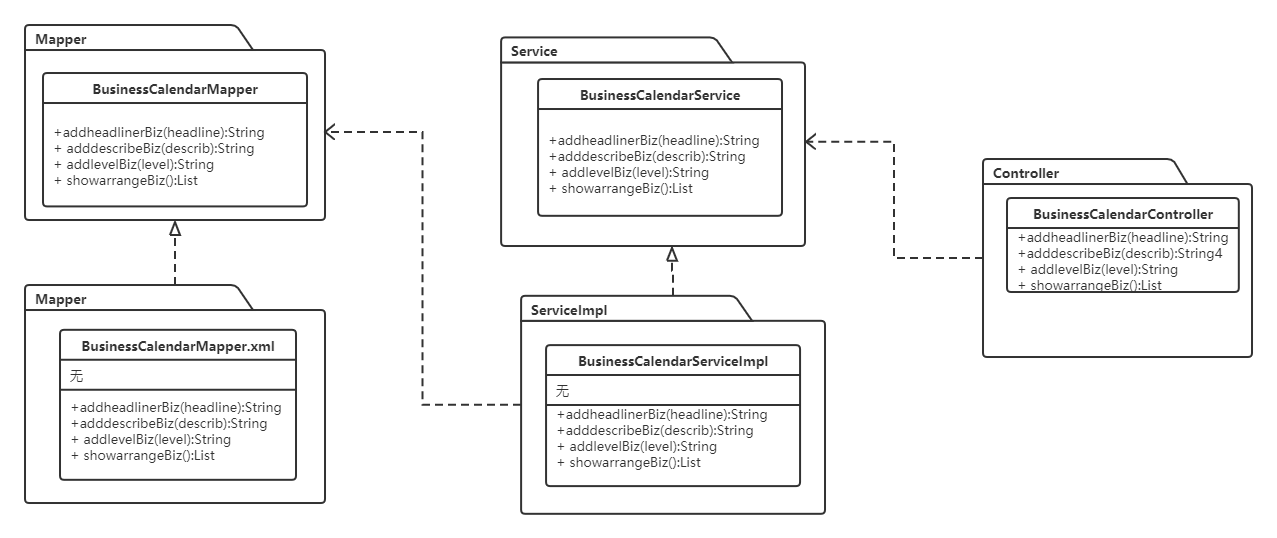 Mapper
BusinessCalendarMapper
+addheadlinerBiz(headline):String
+ adddescribeBiz(describ):String
+ addlevelBiz(level):String
+ showarrangeBiz():List
Mapper
BusinessCalendarMapper.xml
无
+addheadlinerBiz(headline):String
+adddescribeBiz(describ):String
+ addlevelBiz(level):String
+ showarrangeBiz():List
Service
BusinessCalendarService
+addheadlinerBiz(headline):String
+adddescribeBiz(describ):String
+ addlevelBiz(level):String
+ showarrangeBiz():List
ServiceImpl
BusinessCalendarServiceImpl
无
+addheadlinerBiz(headline):String
+adddescribeBiz(describ):String
+ addlevelBiz(level):String
+ showarrangeBiz():List
Controller
BusinessCalendarController
+addheadlinerBiz(headline):String
+adddescribeBiz(describ):String4
+ addlevelBiz(level):String
+ showarrangeBiz():List